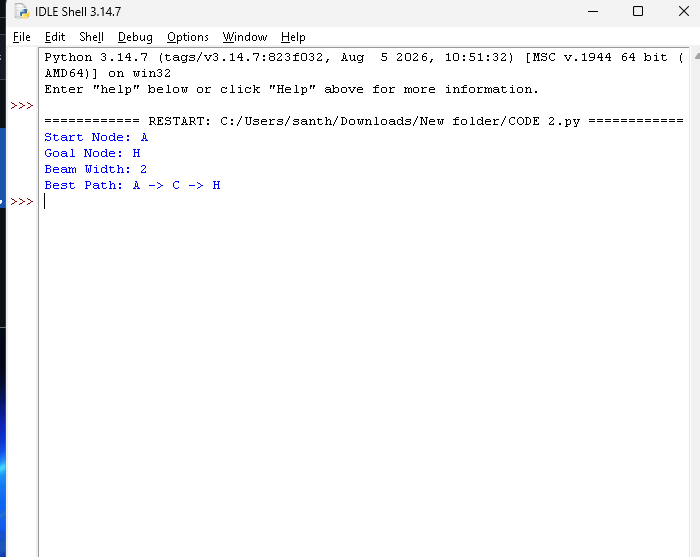 IDLE Shell 3.14.7
File Edit Shell Debug Options Window Help
Python 3.14.7 (tags/v3.14.7:823f032, Aug  5 2026, 10:51:32) [MSC v.1944 64 bit (
AMD64)] on win32
Enter "help" below or click "Help" above for more information.
>>>
============ RESTART: C:/Users/santh/Downloads/New folder/CODE 2.py ============
Start Node: A
Goal Node: H
Beam Width: 2
Best Path: A -> C -> H
>>>